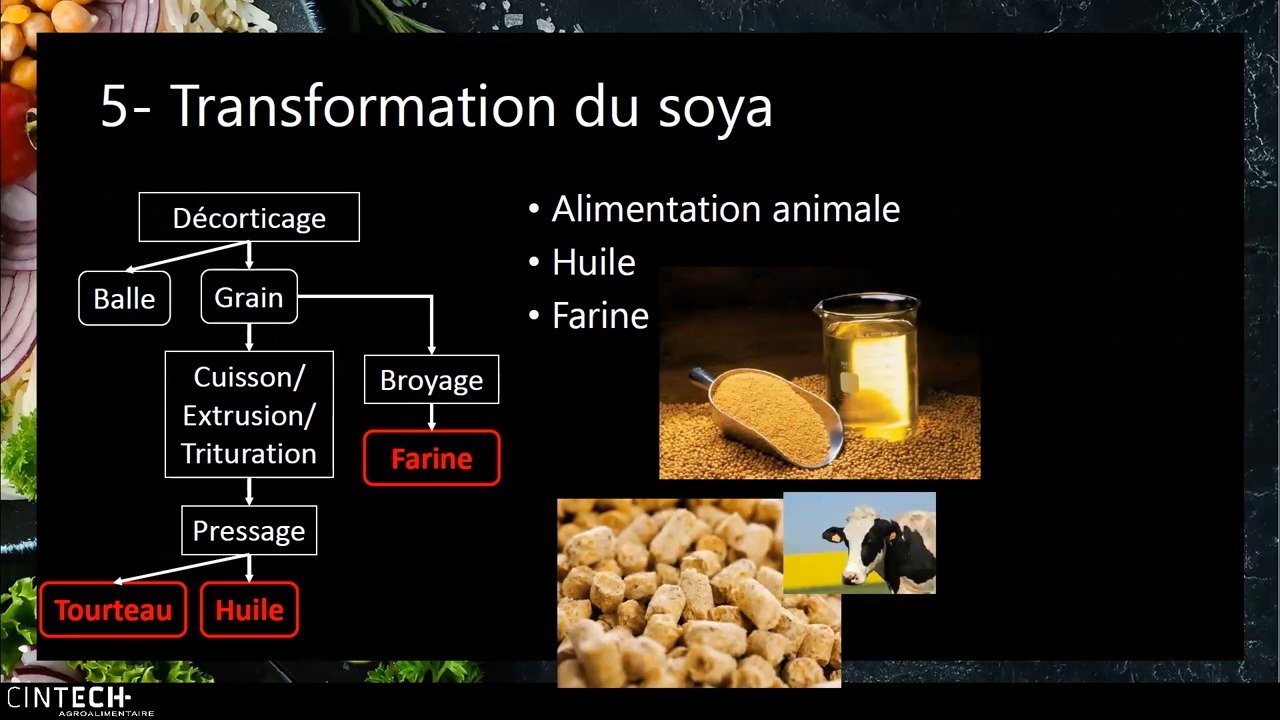 5- Transformation du soya
Décorticage
Balle
Grain
Cuisson/
Extrusion/
Trituration
Broyage
Farine
Pressage
Tourteau
Huile
• Alimentation animale
• Huile
• Farine
CINTECH
AGROALIMENTAIRE